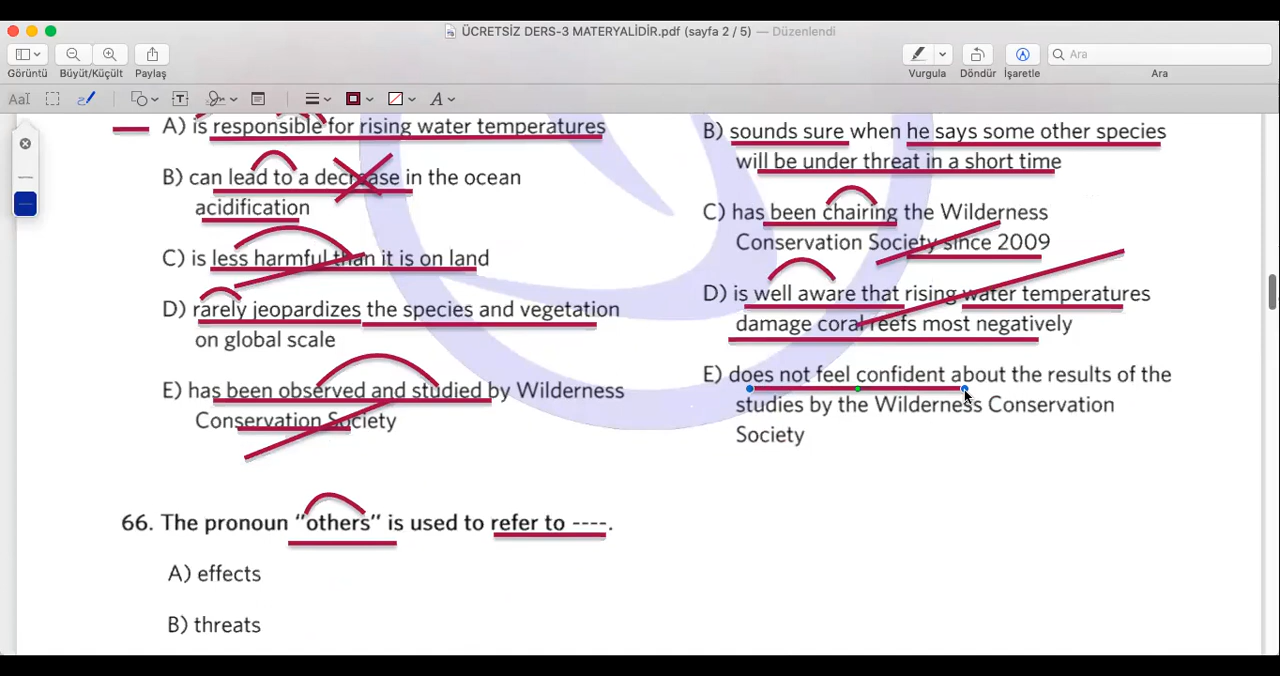 ÜCRETSİZ DERS-3 MATERYALİDİR.pdf (sayfa 2 / 5) — Düzenlendi
Görüntü
Büyüt/Küçült
Paylaş
Vurgula
Döndür
İşaretle
Ara
Ara
AaI
A
A) is responsible for rising water temperatures
B) can lead to a decrease in the ocean
acidification
C) is less harmful than it is on land
D) rarely jeopardizes the species and vegetation
on global scale
E) has been observed and studied by Wilderness
Conservation Society
66. The pronoun “others” is used to refer to ----.
A) effects
B) threats
B) sounds sure when he says some other species
will be under threat in a short time
C) has been chairing the Wilderness
Conservation Society since 2009
D) is well aware that rising water temperatures
damage coral reefs most negatively
E) does not feel confident about the results of the
studies by the Wilderness Conservation
Society